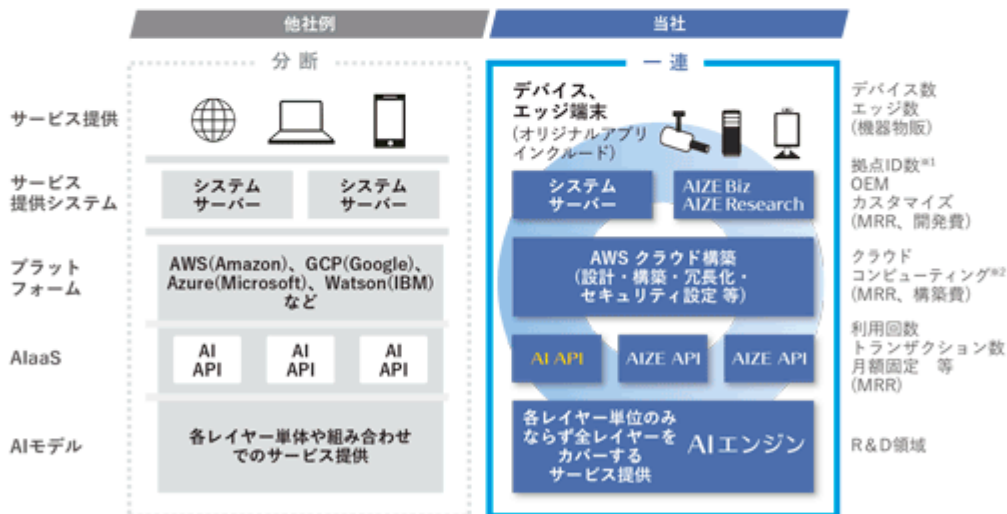 他社例
当社
分断
一連
サービス提供
デバイス、
エッジ端末
(オリジナルアプリ
インクルード)
デバイス数
エッジ数
(機器物販)
サービス
提供システム
システム
サーバー
システム
サーバー
システム
サーバー
AIZE Biz
AIZE Research
拠点ID数※1
OEM
カスタマイズ
(MRR、開発費)
プラット
フォーム
AWS(Amazon)、GCP(Google)、
Azure(Microsoft)、Watson(IBM)
など
AWS クラウド構築
(設計・構築・冗長化・
セキュリティ設定 等)
クラウド
コンピューティング※2
(MRR、構築費)
AIaaS
AI
API
AI
API
AI
API
AI API
AIZE API
AIZE API
利用回数
トランザクション数
月額固定 等
(MRR)
AIモデル
各レイヤー単体や組み合わせ
でのサービス提供
各レイヤー単位のみ
ならず全レイヤーを
カバーする
サービス提供
AIエンジン
R&D領域